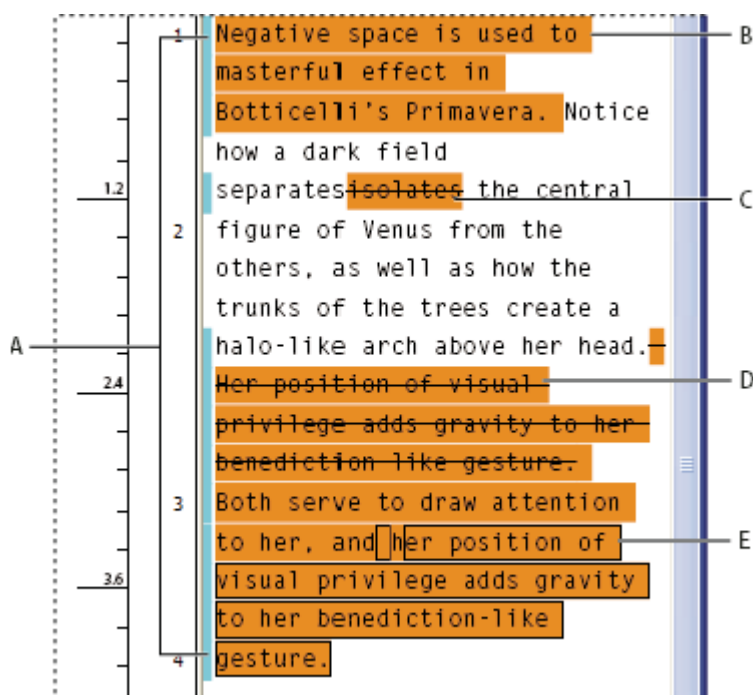 1 Negative space is used to B
masterful effect in
Botticelli's Primavera. Notice
how a dark field
1.2 separatesisolates the central C
2 figure of Venus from the
others, as well as how the
trunks of the trees create a
A halo-like arch above her head.
2.4 Her position of visual D
privilege adds gravity to her
benediction like gesture.
3 Both serve to draw attention
to her, and her position of E
3.6 visual privilege adds gravity
to her benediction-like
4 gesture.